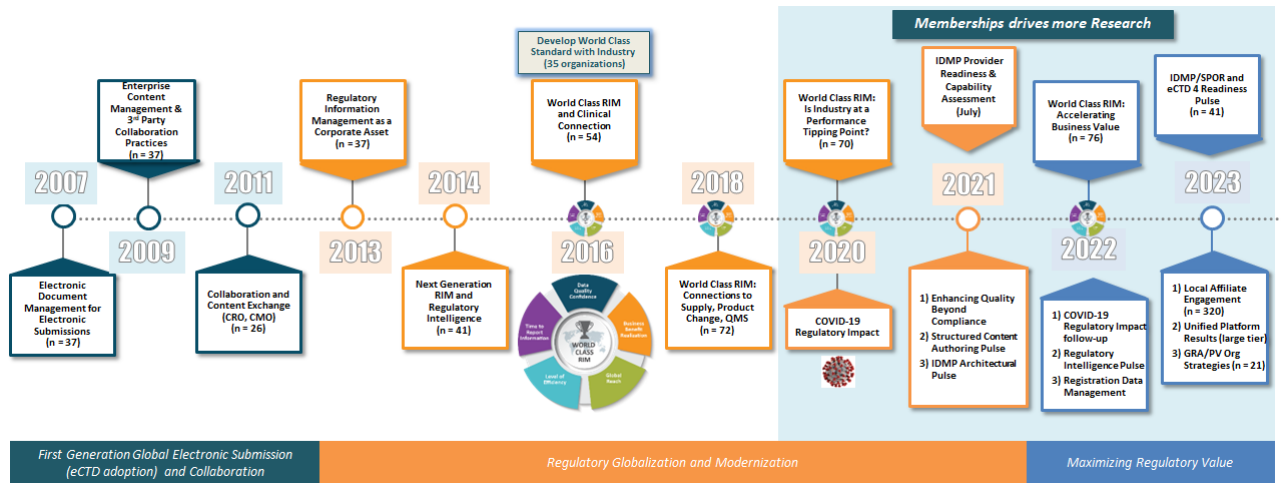 Memberships drives more Research
Develop World Class
Standard with Industry
(35 organizations)
2007
Electronic
Document
Management for
Electronic
Submissions
(n = 37)
Enterprise
Content
Management &
3rd Party
Collaboration
Practices
(n = 37)
2009
2011
Collaboration and
Content Exchange
(CRO, CMO)
(n = 26)
Regulatory
Information
Management as a
Corporate Asset
(n = 37)
2013
2014
Next Generation
RIM and
Regulatory
Intelligence
(n = 41)
World Class RIM
and Clinical
Connection
(n = 54)
2016
Data
Quality
Confidence
Business
Benefit Realization
Global
Reach
Level of
Efficiency
Time to
Report
Information
WORLD
CLASS
RIM
2018
World Class RIM:
Connections to
Supply, Product
Change, QMS
(n = 72)
World Class RIM:
Is Industry at a
Performance
Tipping Point?
(n = 70)
2020
COVID-19
Regulatory Impact
IDMP Provider
Readiness &
Capability
Assessment
(July)
2021
1) Enhancing Quality
Beyond
Compliance
2) Structured Content
Authoring Pulse
3) IDMP Architectural
Pulse
World Class RIM:
Accelerating
Business Value
(n = 76)
2022
1) COVID-19
Regulatory Impact
follow-up
2) Regulatory
Intelligence Pulse
3) Registration Data
Management
IDMP/SPOR and
eCTD 4 Readiness
Pulse
(n = 41)
2023
1) Local Affiliate
Engagement
(n = 320)
2) Unified Platform
Results (large tier)
3) GRA/PV Org
Strategies (n = 21)
First Generation Global Electronic Submission
(eCTD adoption) and Collaboration
Regulatory Globalization and Modernization
Maximizing Regulatory Value